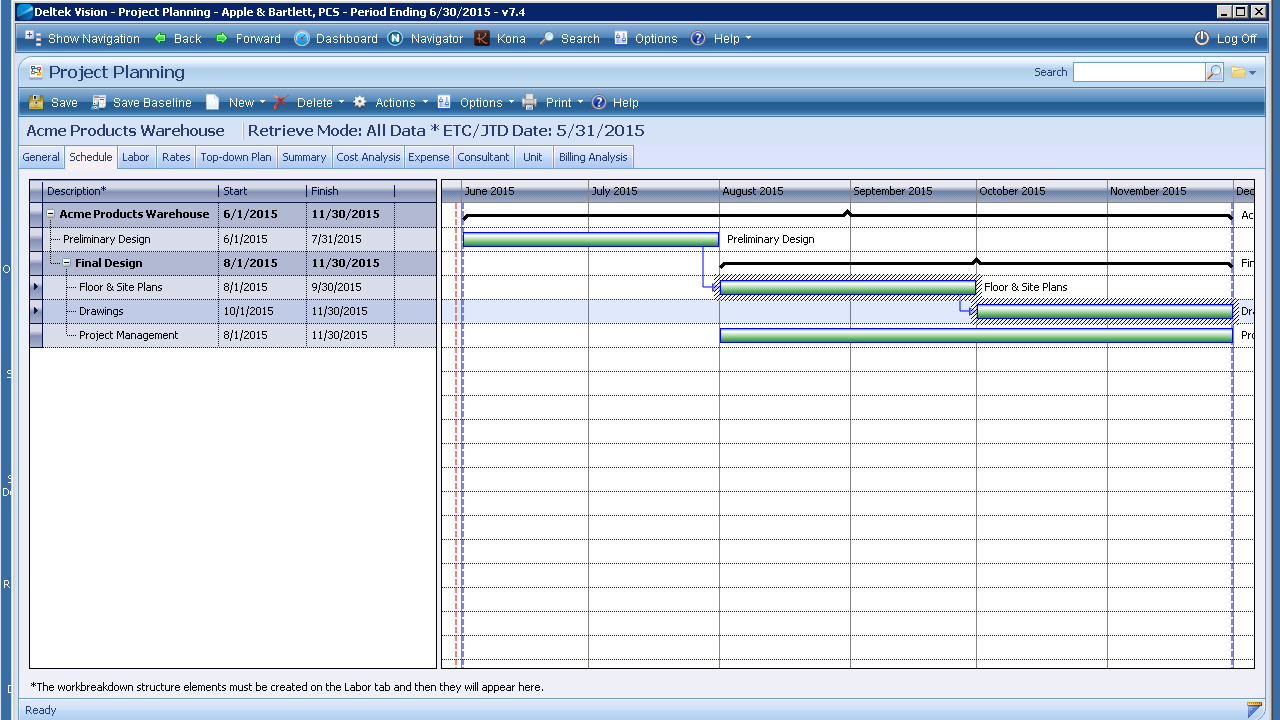 Deltek Vision - Project Planning - Apple & Bartlett, PCS - Period Ending 6/30/2015 - v7.4
Show Navigation Back Forward Dashboard Navigator Kona Search Options Help Log Off
Project Planning Search
Save Save Baseline New Delete Actions Options Print Help
Acme Products Warehouse Retrieve Mode: All Data * ETC/JTD Date: 5/31/2015
General Schedule Labor Rates Top-down Plan Summary Cost Analysis Expense Consultant Unit Billing Analysis
Description* Start Finish June 2015 July 2015 August 2015 September 2015 October 2015 November 2015 Dec
Acme Products Warehouse 6/1/2015 11/30/2015 Ac
Preliminary Design 6/1/2015 7/31/2015 Preliminary Design
Final Design 8/1/2015 11/30/2015 Fin
Floor & Site Plans 8/1/2015 9/30/2015 Floor & Site Plans
Drawings 10/1/2015 11/30/2015 Dra
Project Management 8/1/2015 11/30/2015 Pro
*The workbreakdown structure elements must be created on the Labor tab and then they will appear here.
Ready